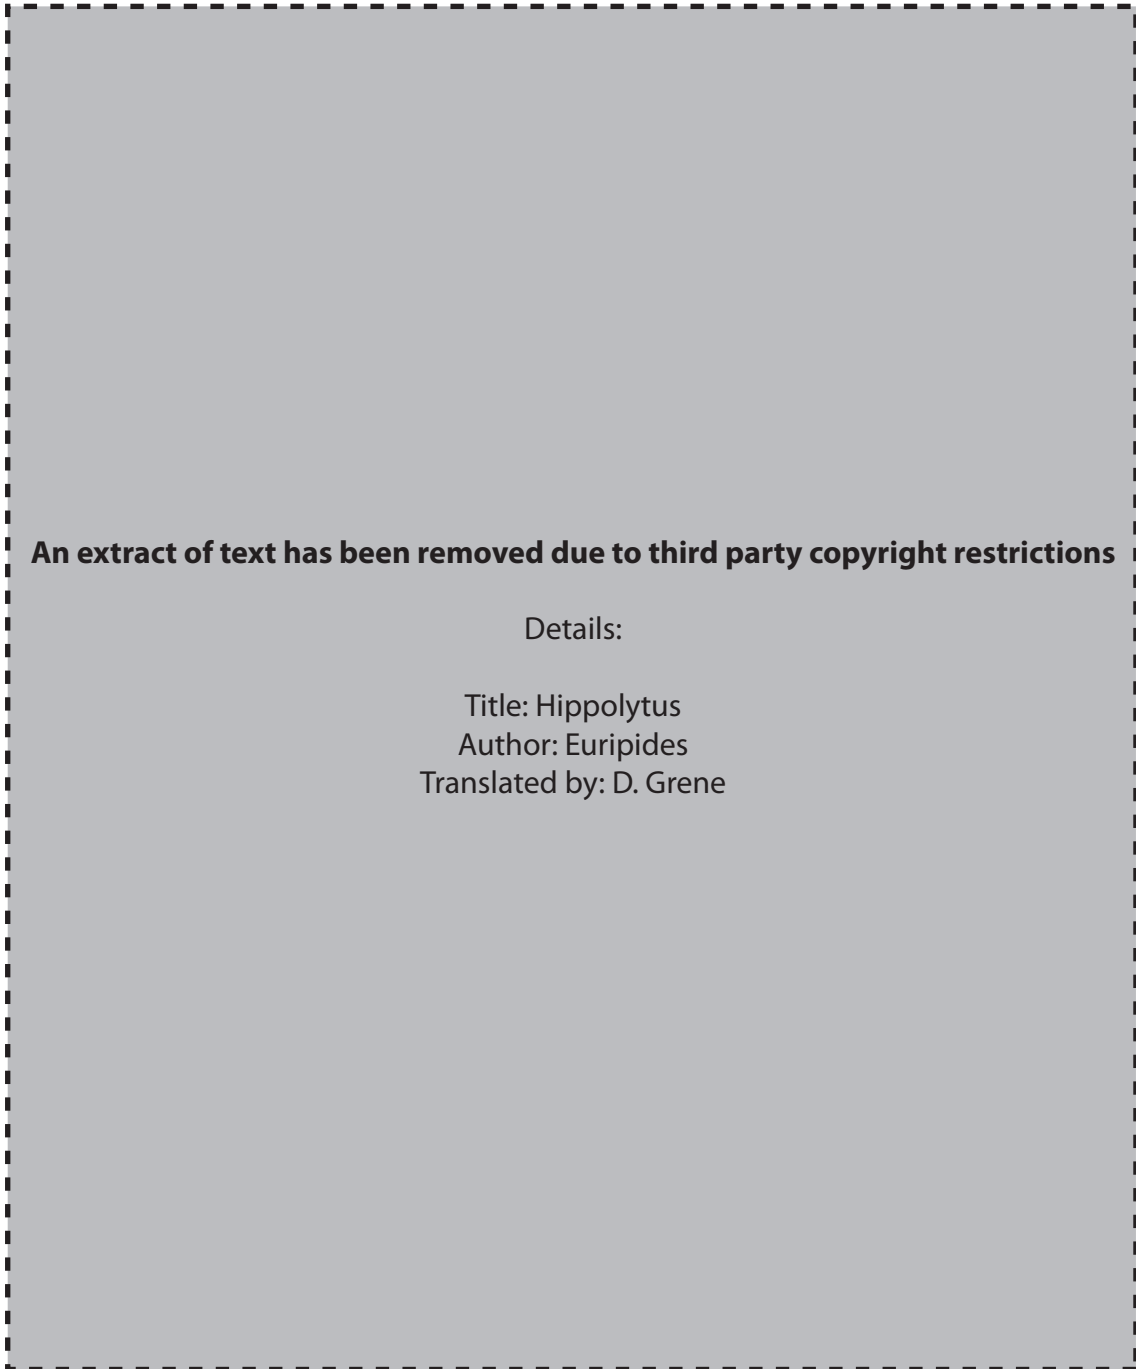 An extract of text has been removed due to third party copyright restrictions
Details:
Title: Hippolytus
Author: Euripides
Translated by: D. Grene